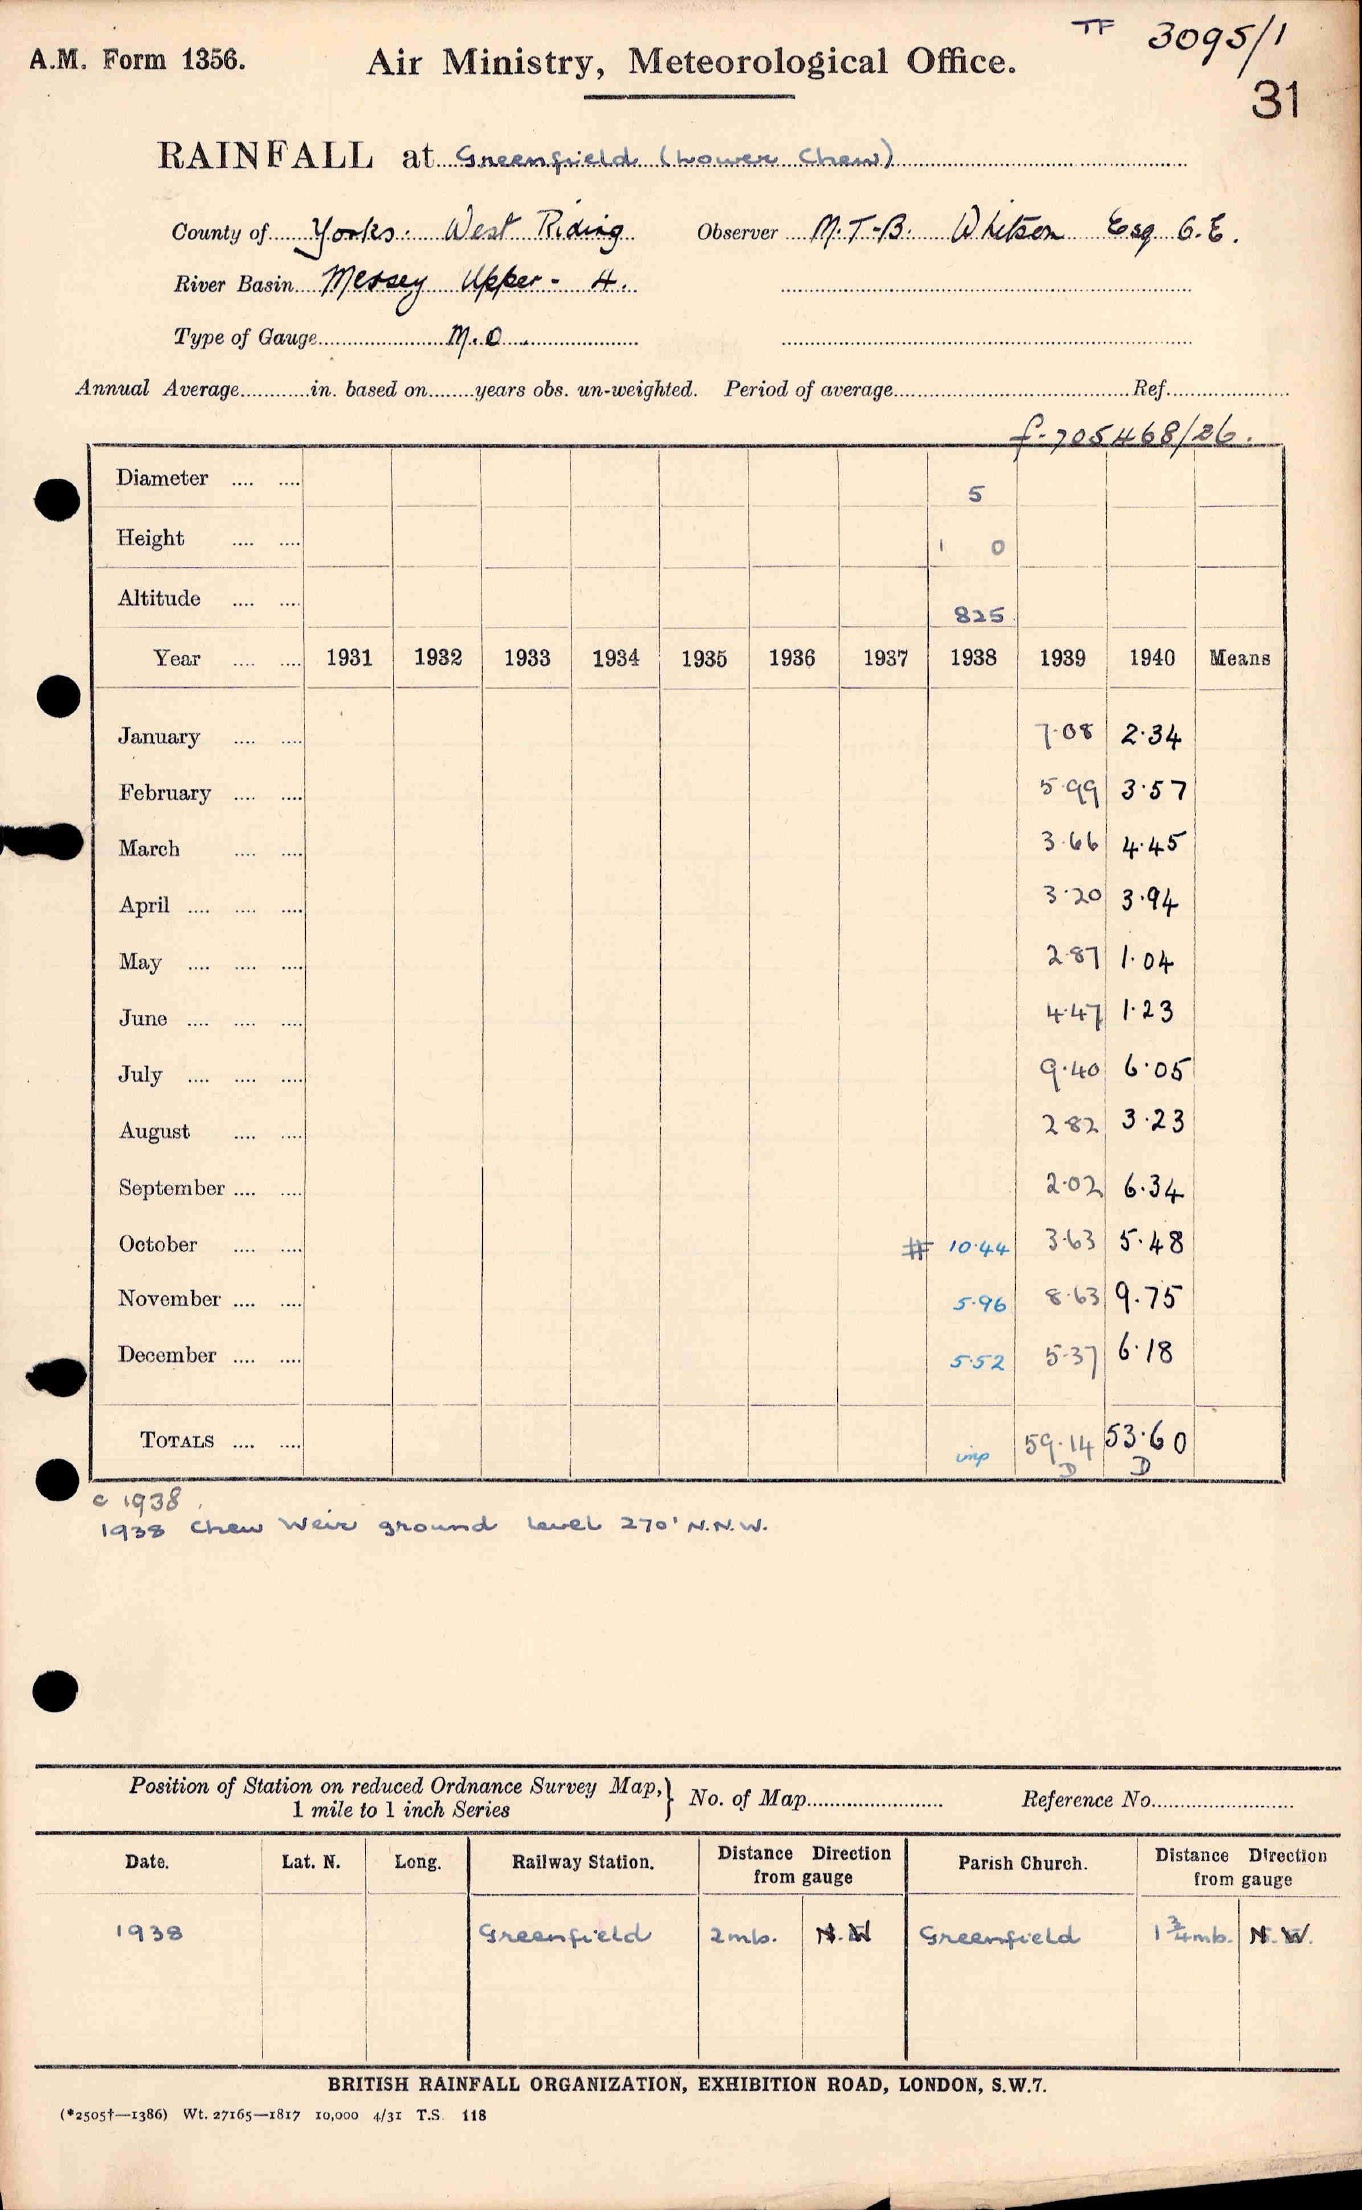 TF 3095/1
A.M. Form 1356. Air Ministry, Meteorological Office.
31
RAINFALL at Greenfield (Lower Chew)
County of Yorks. West Riding Observer M.T-B. Whitson Esq C.E.
River Basin Mersey Upper - 4.
Type of Gauge M.O.
Annual Average............in. based on........years obs. un-weighted. Period of average............Ref............
f-705468/26.
Diameter .... .... 5
Height .... .... 1 0
Altitude .... .... 825
Year .... .... 1931 1932 1933 1934 1935 1936 1937 1938 1939 1940 Means
January .... .... 7.08 2.34
February .... .... 5.99 3.57
March .... .... 3.66 4.45
April .... .... .... 3.20 3.94
May .... .... .... 2.87 1.04
June .... .... .... 4.47 1.23
July .... .... .... 9.40 6.05
August .... .... 2.82 3.23
September .... .... 2.02 6.34
October .... .... # 10.44 3.63 5.48
November .... .... 5.96 8.63 9.75
December .... .... 5.52 5.37 6.18
TOTALS .... .... imp 59.14 53.60
D D
c 1938
1938 Chew Weir ground level 270' N.N.W.
Position of Station on reduced Ordnance Survey Map, } No. of Map............ Reference No............
1 mile to 1 inch Series
Date. Lat. N. Long. Railway Station. Distance Direction from gauge Parish Church. Distance Direction from gauge
1938 Greenfield 2 mls. N.W Greenfield 1 3/4 mls. N.W.
BRITISH RAINFALL ORGANIZATION, EXHIBITION ROAD, LONDON, S.W.7.
(*2505†—1386) Wt. 27165—1817 10,000 4/31 T.S. 118